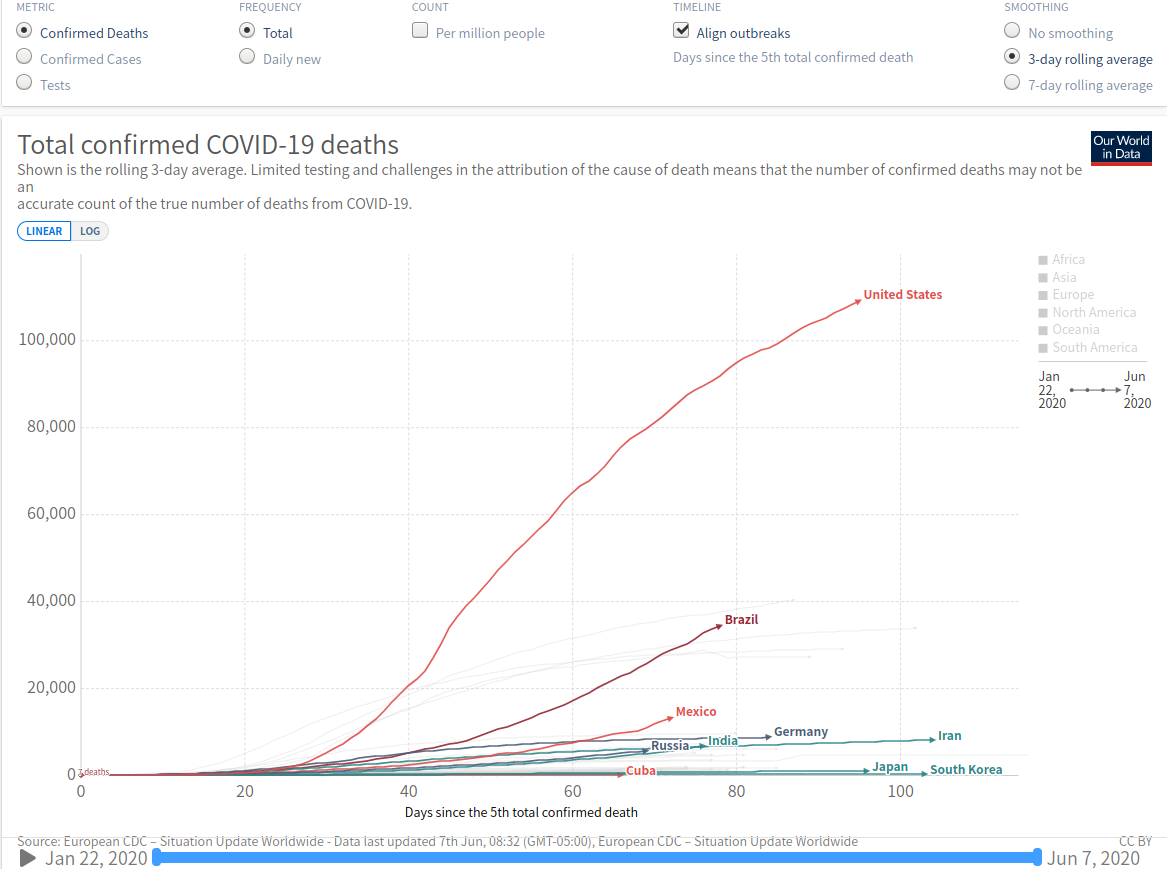 METRIC
FREQUENCY
COUNT
TIMELINE
SMOOTHING
Confirmed Deaths
Total
Per million people
Align outbreaks
No smoothing
Confirmed Cases
Daily new
Days since the 5th total confirmed death
3-day rolling average
Tests
7-day rolling average
Total confirmed COVID-19 deaths
Our World
in Data
Shown is the rolling 3-day average. Limited testing and challenges in the attribution of the cause of death means that the number of confirmed deaths may not be
an
accurate count of the true number of deaths from COVID-19.
LINEAR LOG
Africa
Asia
Europe
North America
Oceania
South America
Jan
22,
2020
Jun
7,
2020
United States
100,000
80,000
60,000
40,000
Brazil
20,000
Mexico
Germany
India
Iran
Russia
Japan
South Korea
Cuba
0
deaths
0 20 40 60 80 100
Days since the 5th total confirmed death
Source: European CDC – Situation Update Worldwide - Data last updated 7th Jun, 08:32 (GMT-05:00), European CDC – Situation Update Worldwide
CC BY
Jan 22, 2020
Jun 7, 2020